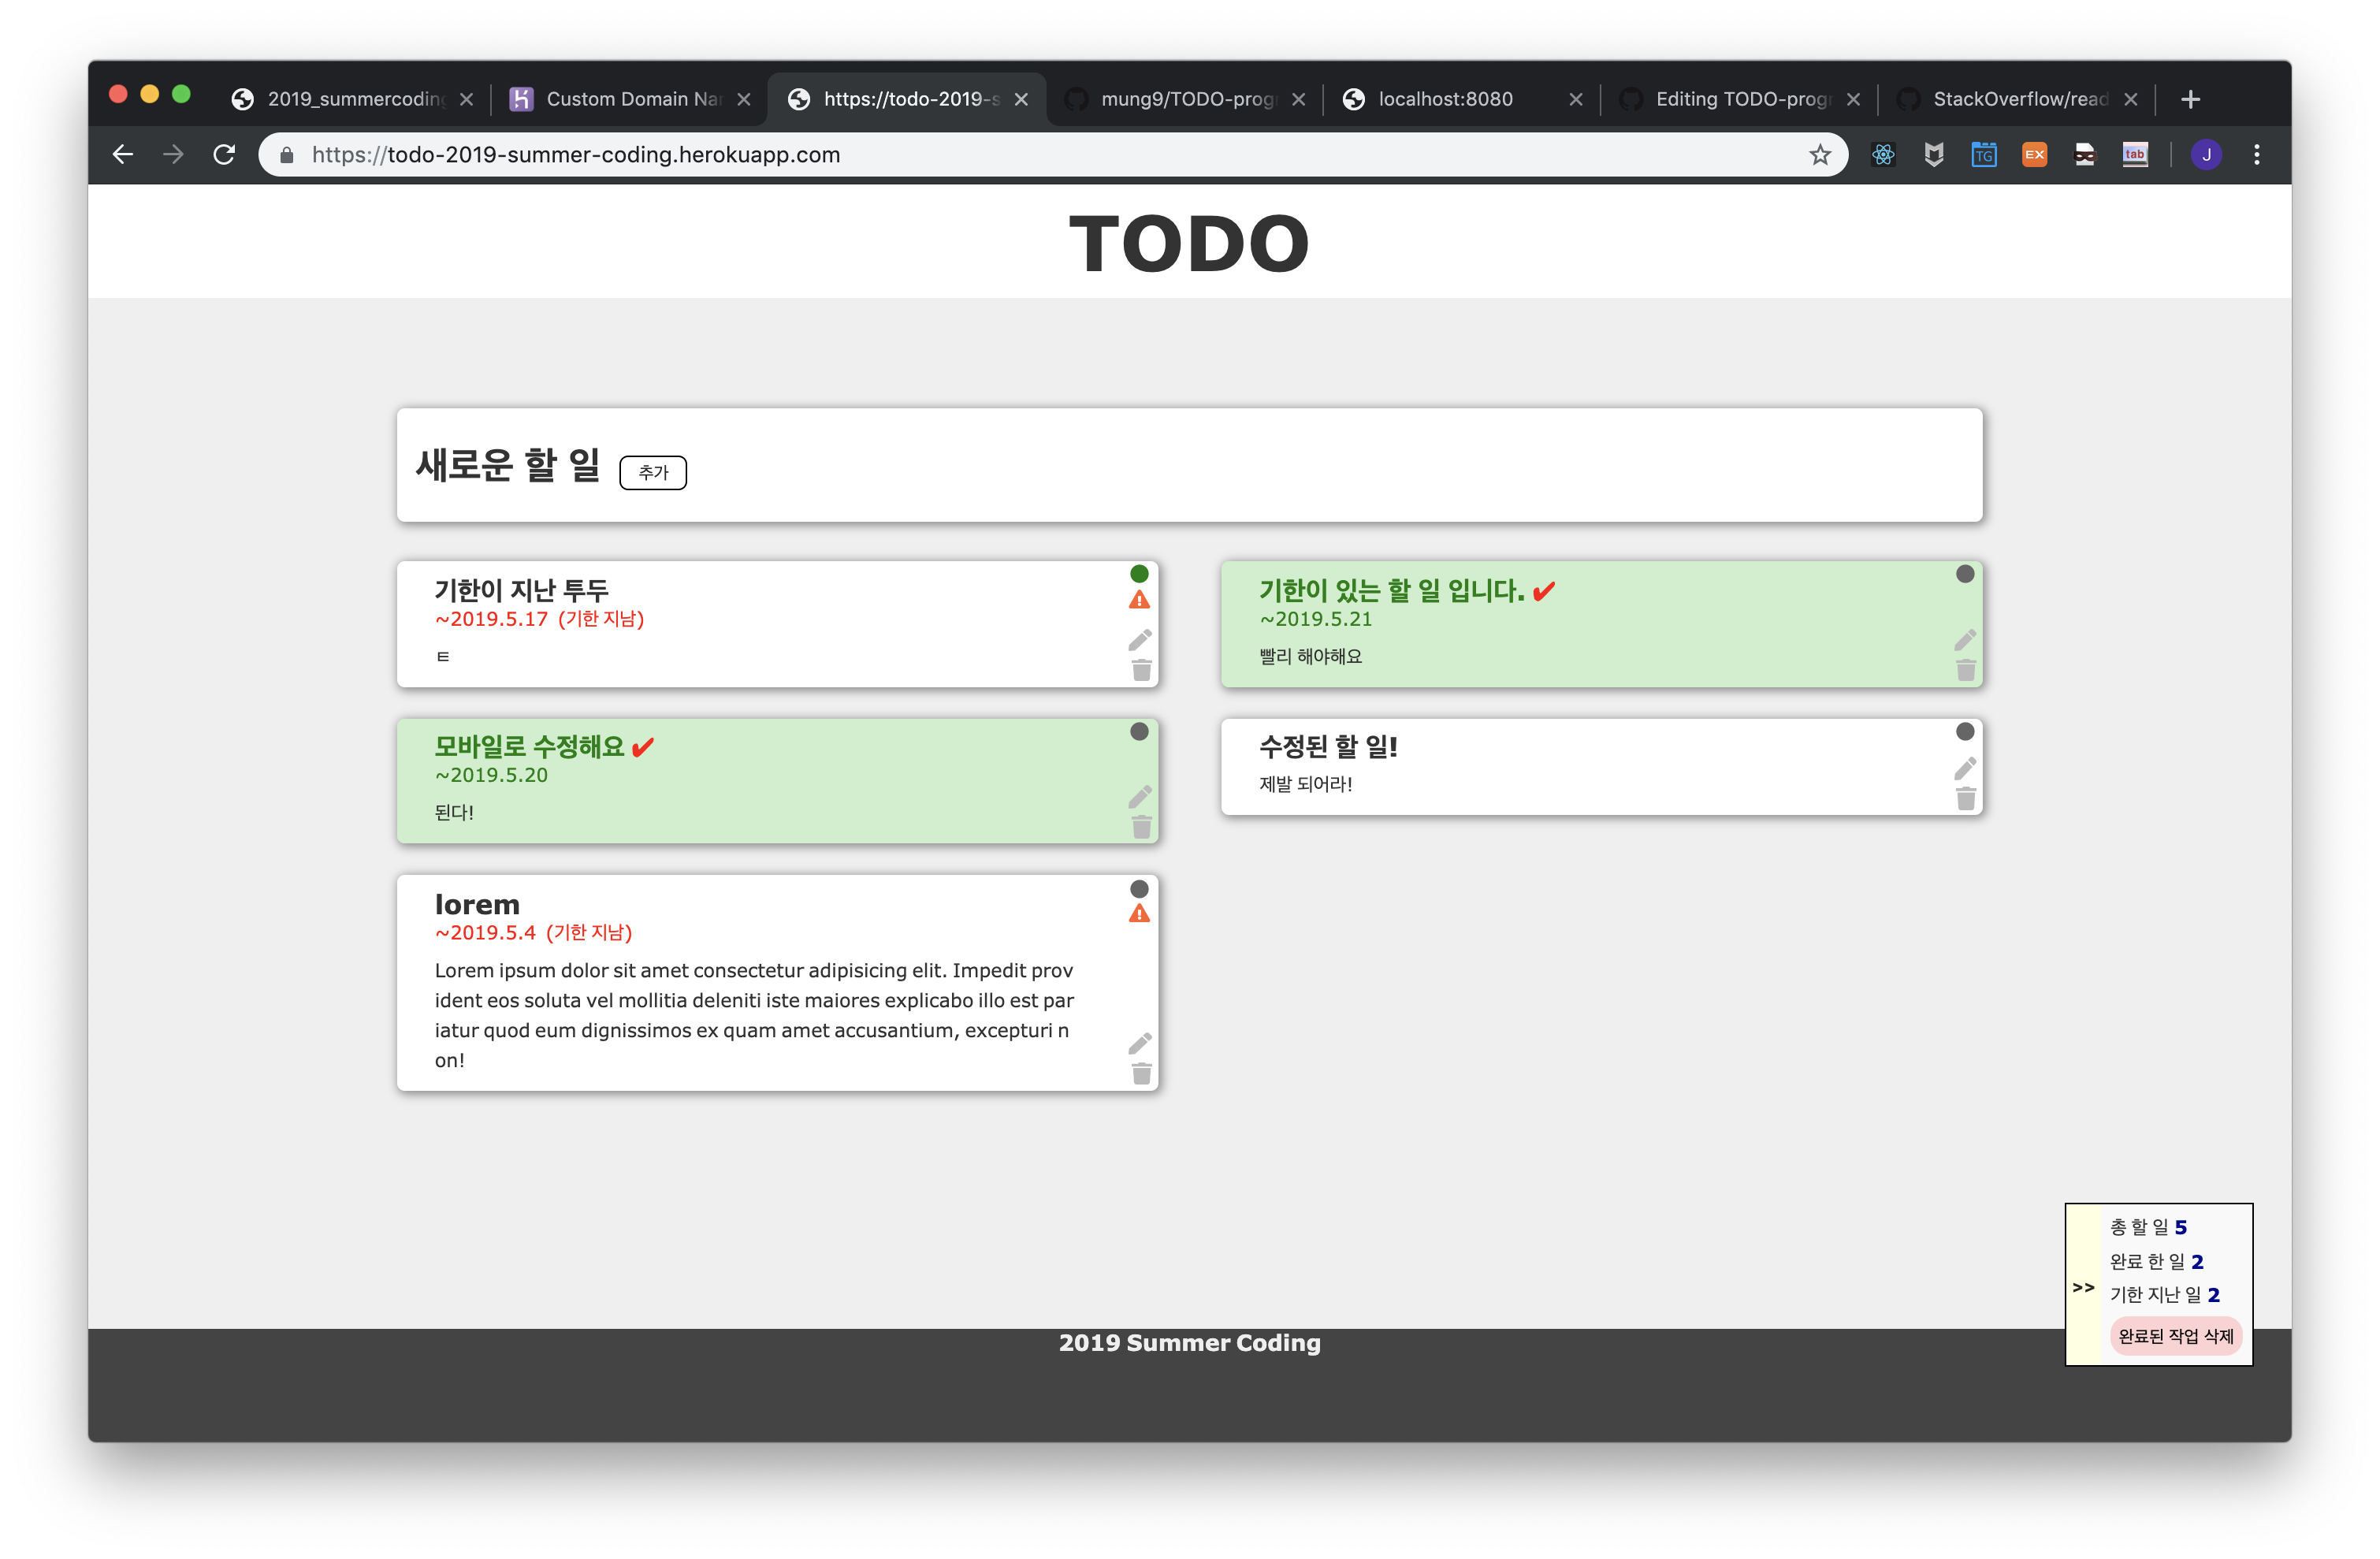 2019_summercoding
Custom Domain Nar
https://todo-2019-s
mung9/TODO-progr
localhost:8080
Editing TODO-progr
StackOverflow/read
https://todo-2019-summer-coding.herokuapp.com
TG
EX
tab
J
TODO
새로운 할 일 추가
기한이 지난 투두
~2019.5.17 (기한 지남)
ㅌ
기한이 있는 할 일 입니다. ✔
~2019.5.21
빨리 해야해요
모바일로 수정해요 ✔
~2019.5.20
된다!
수정된 할 일!
제발 되어라!
lorem
~2019.5.4 (기한 지남)
Lorem ipsum dolor sit amet consectetur adipisicing elit. Impedit prov
ident eos soluta vel mollitia deleniti iste maiores explicabo illo est par
iatur quod eum dignissimos ex quam amet accusantium, excepturi n
on!
>>
총 할 일 5
완료 한 일 2
기한 지난 일 2
완료된 작업 삭제
2019 Summer Coding